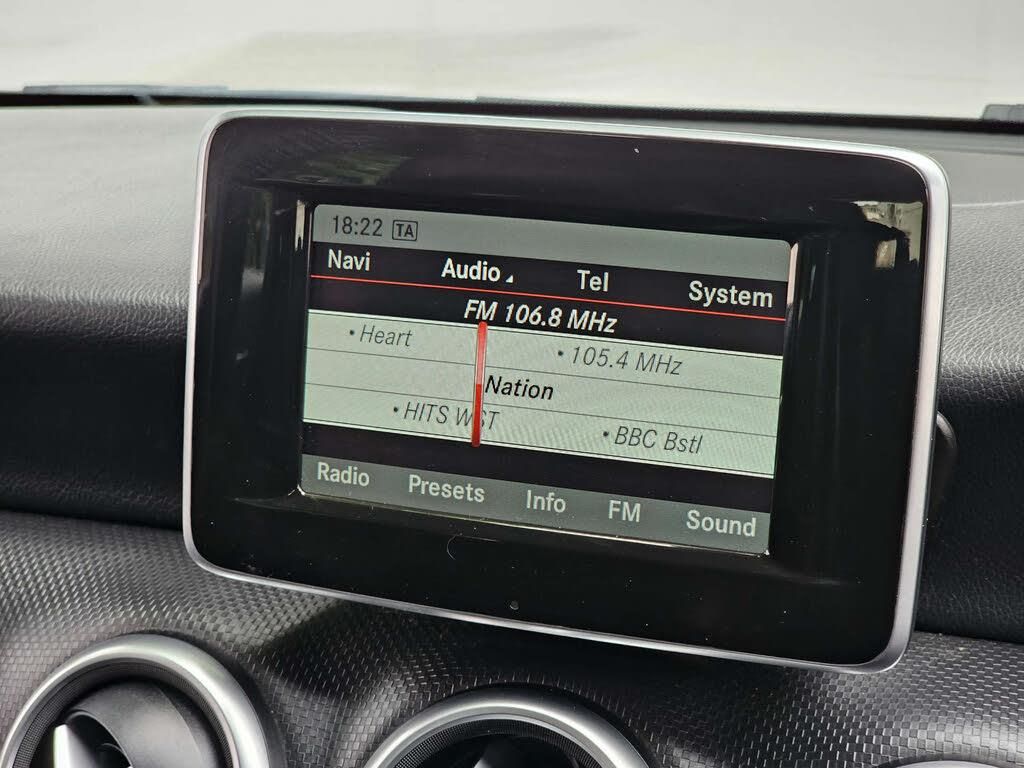 18:22 TA
Navi Audio Tel System
FM 106.8 MHz
• Heart • 105.4 MHz
Nation
• HITS WST • BBC Bstl
Radio Presets Info FM Sound